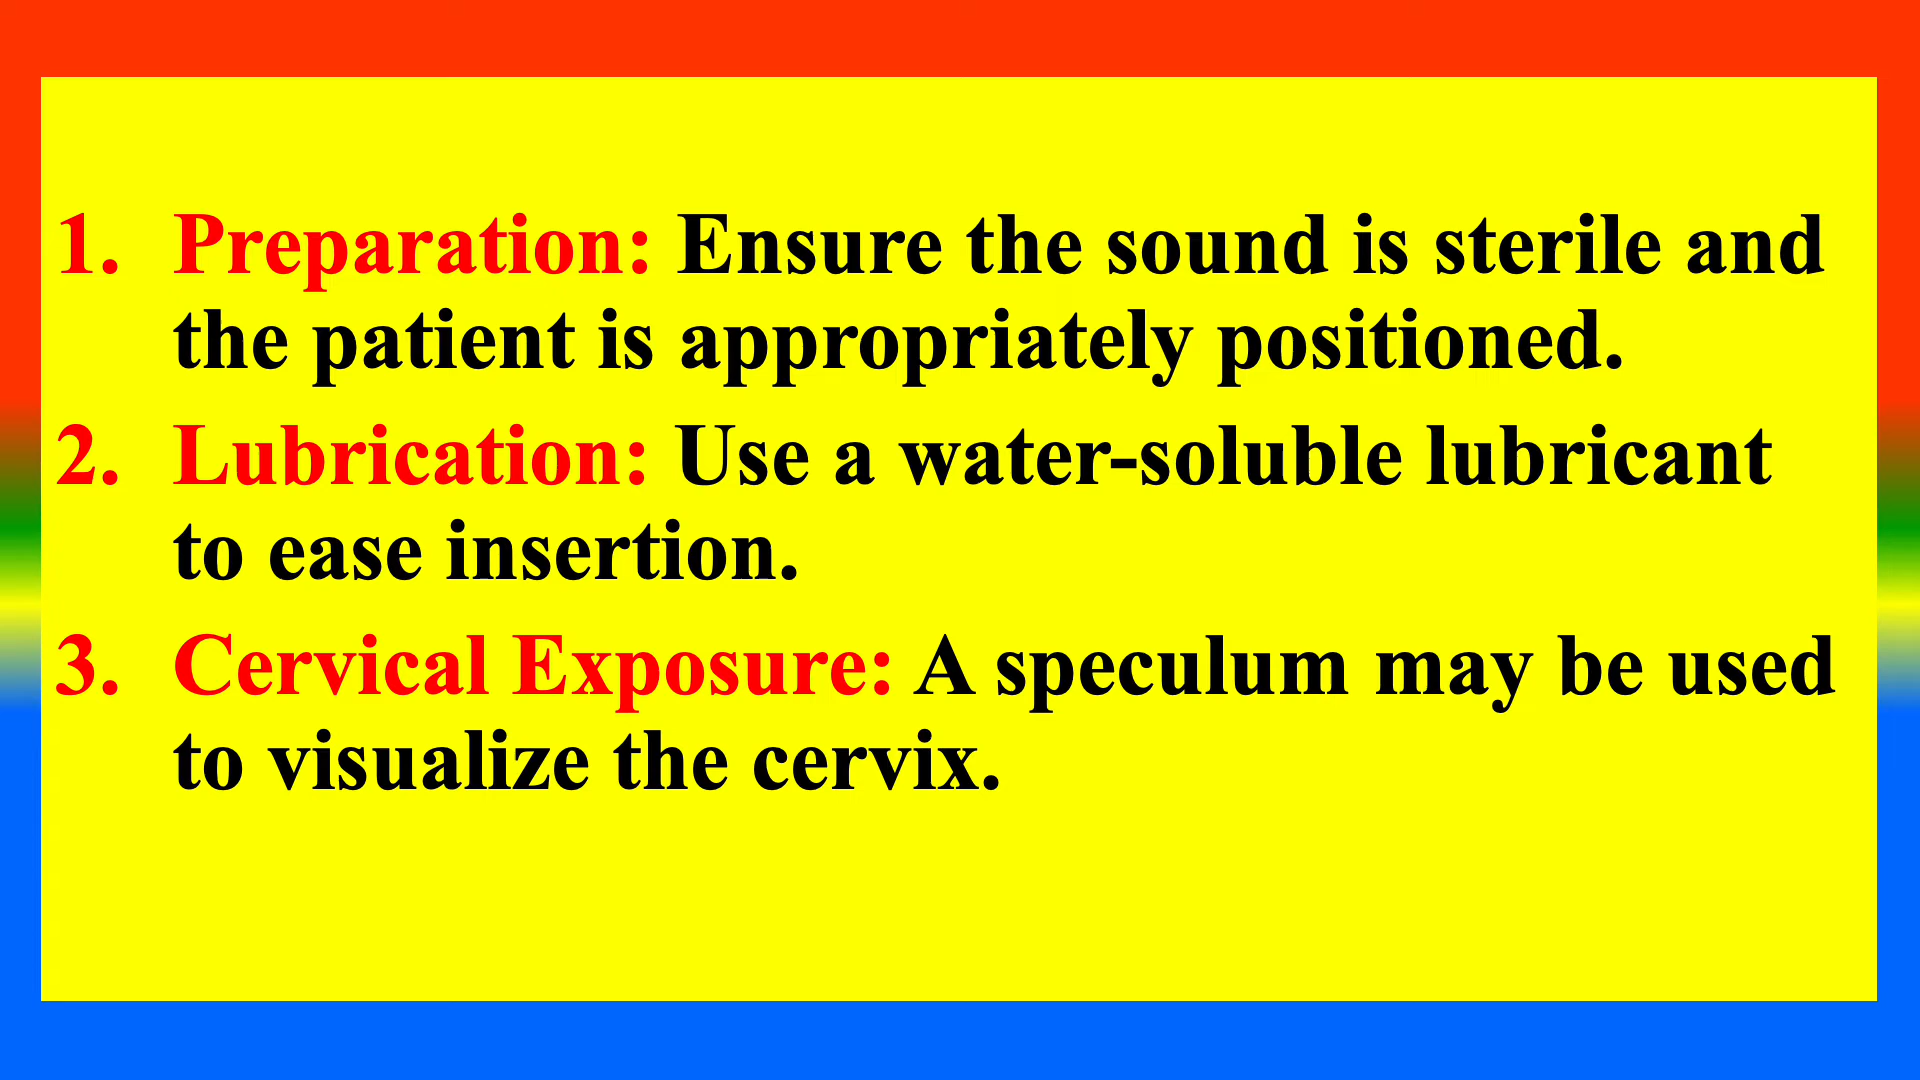 1. Preparation: Ensure the sound is sterile and
the patient is appropriately positioned.
2. Lubrication: Use a water-soluble lubricant
to ease insertion.
3. Cervical Exposure: A speculum may be used
to visualize the cervix.